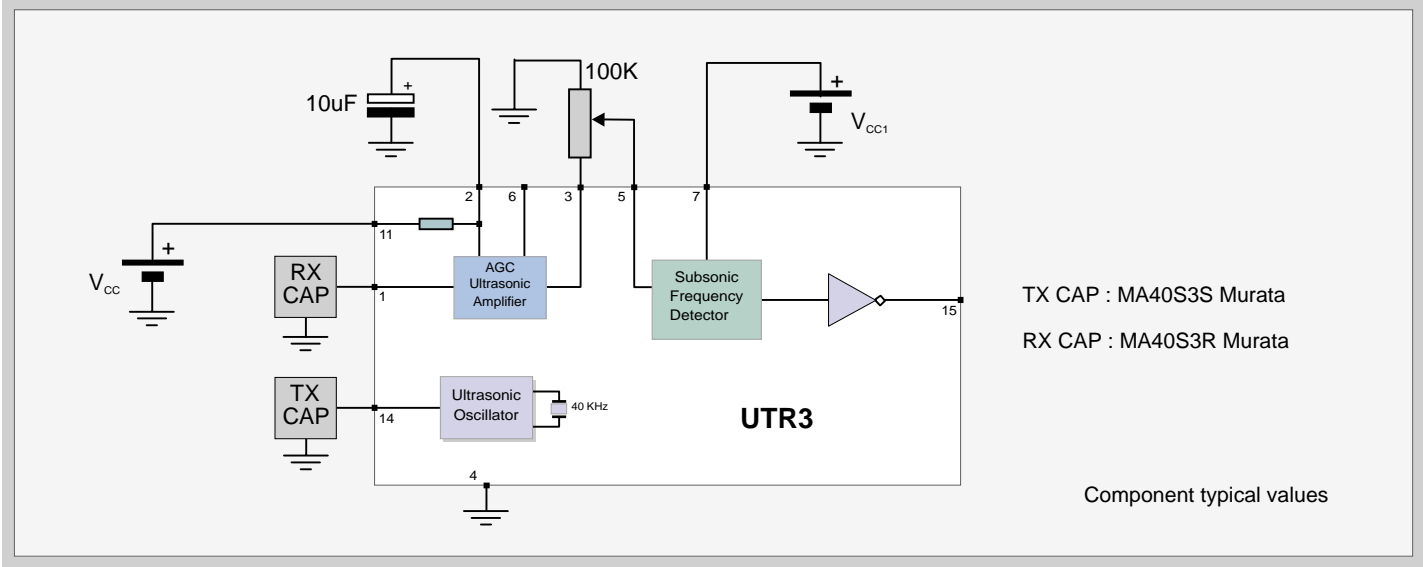 100K
+
10uF
+
V CC1
2
6
3
5
7
11
+
V CC
RX
CAP
1
AGC
Ultrasonic
Amplifier
Subsonic
Frequency
Detector
15
TX CAP : MA40S3S Murata
RX CAP : MA40S3R Murata
TX
CAP
14
Ultrasonic
Oscillator
40 KHz
UTR3
4
Component typical values